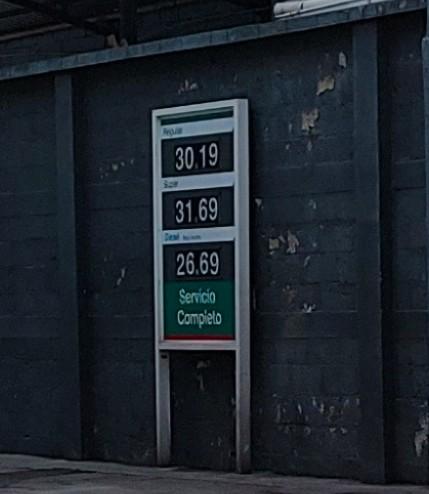 Regular
30.19
Super
31.69
Diesel
26.69
Servicio
Completo